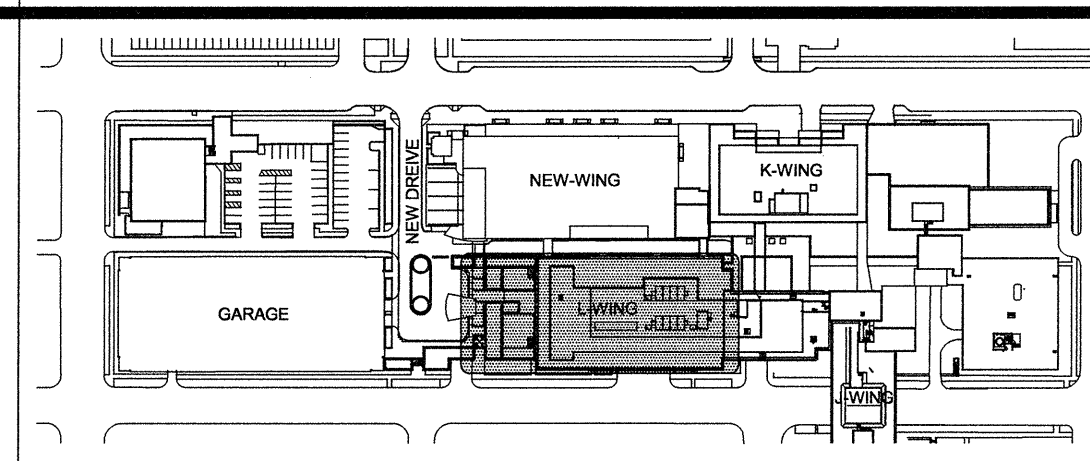 NEW DREIVE
NEW-WING
K-WING
GARAGE
L-WING
J-WING